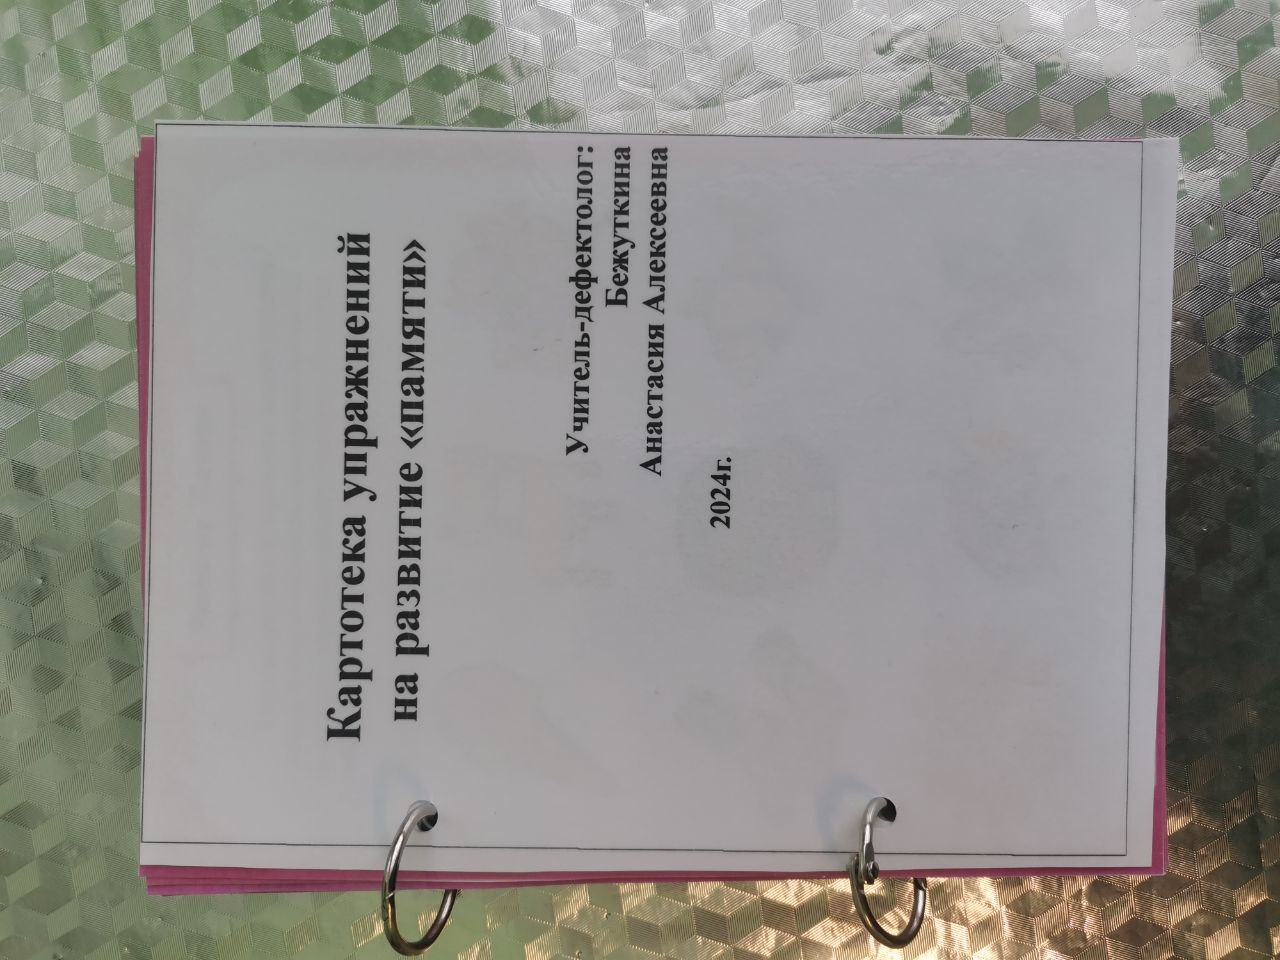 Картотека упражнений
на развитие «памяти»
Учитель-дефектолог:
Бежуткина
Анастасия Алексеевна
2024г.